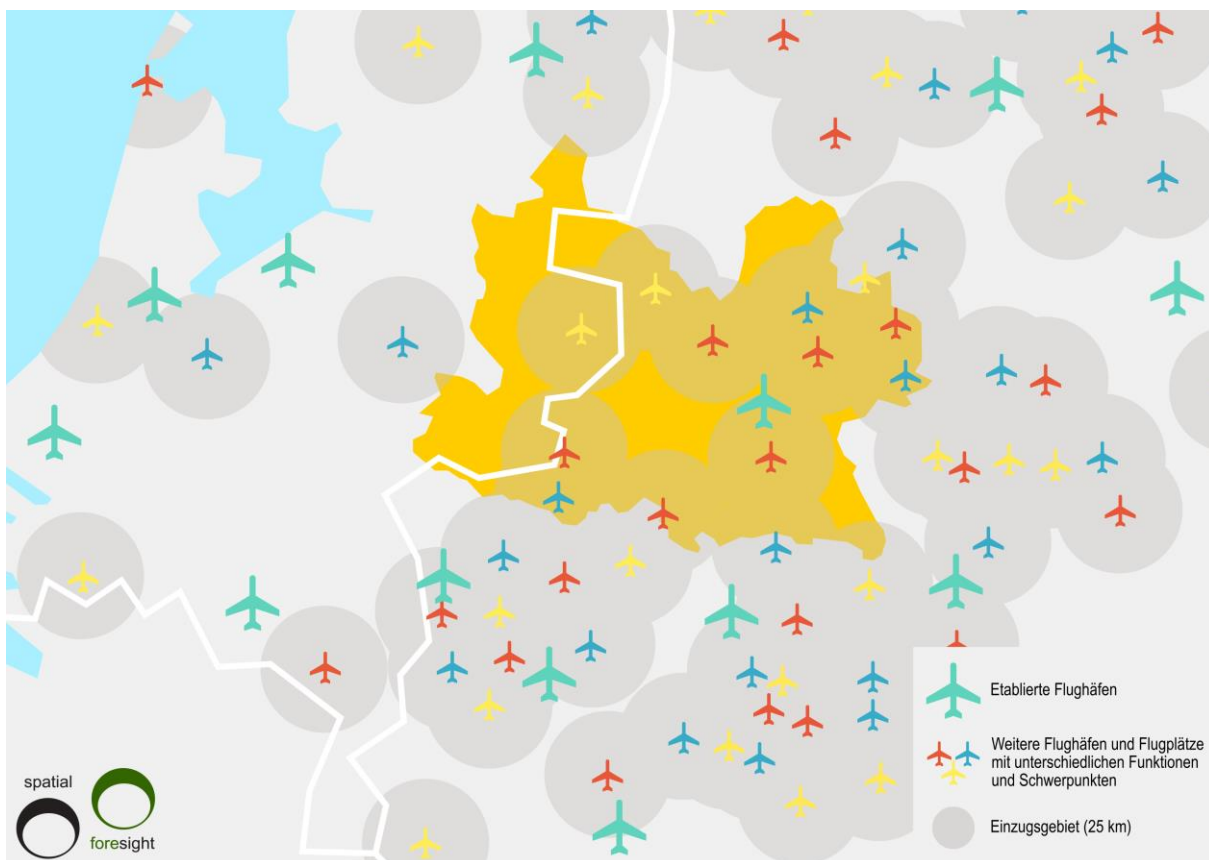 Etablierte Flughäfen
Weitere Flughäfen und Flugplätze
mit unterschiedlichen Funktionen
und Schwerpunkten
Einzugsgebiet (25 km)
spatial
foresight